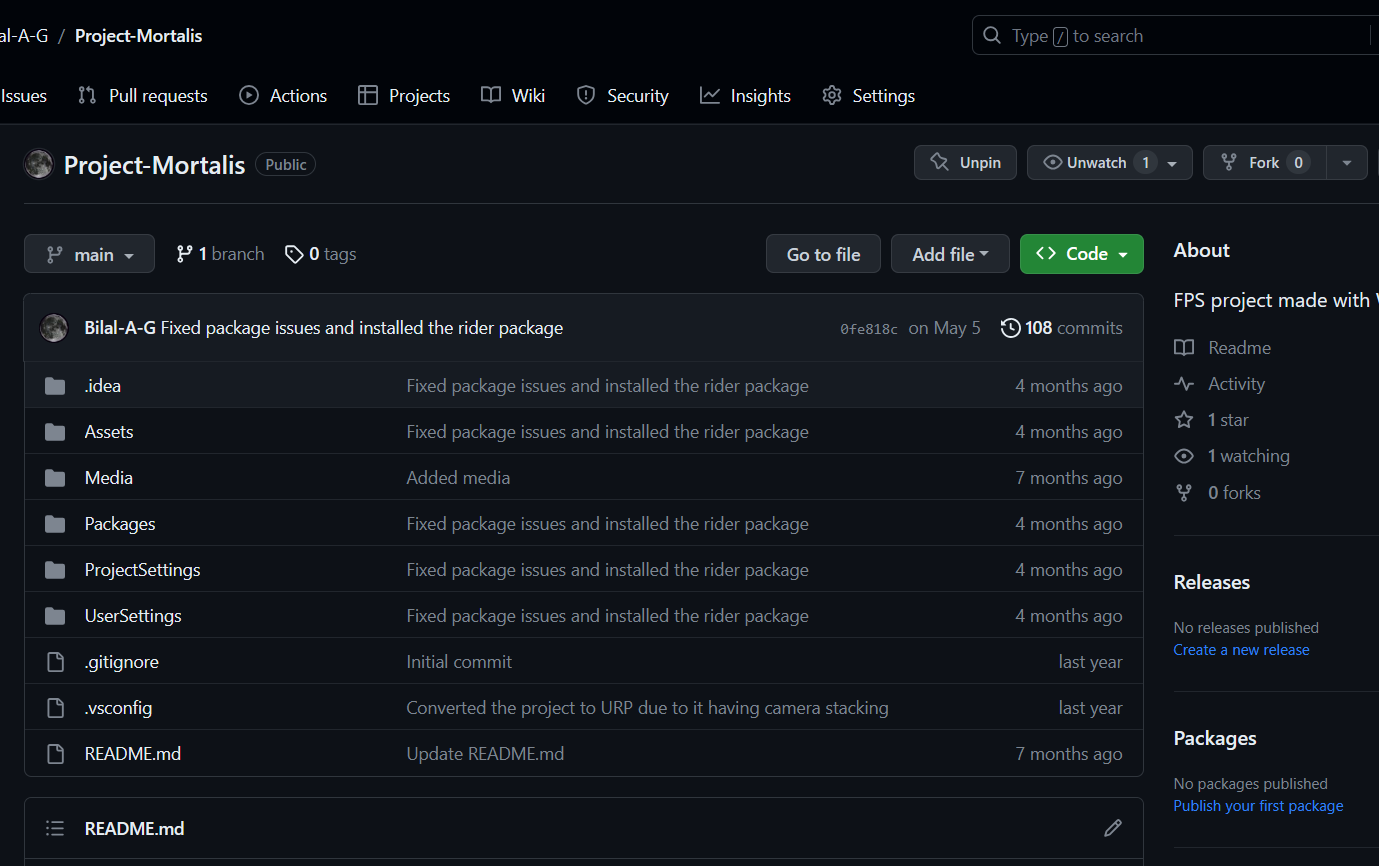 al-A-G / Project-Mortalis
Type / to search
Issues Pull requests Actions Projects Wiki Security Insights Settings
Project-Mortalis Public
Unpin Unwatch 1 Fork 0
main 1 branch 0 tags Go to file Add file Code
Bilal-A-G Fixed package issues and installed the rider package 0fe818c on May 5 108 commits
.idea Fixed package issues and installed the rider package 4 months ago
Assets Fixed package issues and installed the rider package 4 months ago
Media Added media 7 months ago
Packages Fixed package issues and installed the rider package 4 months ago
ProjectSettings Fixed package issues and installed the rider package 4 months ago
UserSettings Fixed package issues and installed the rider package 4 months ago
.gitignore Initial commit last year
.vsconfig Converted the project to URP due to it having camera stacking last year
README.md Update README.md 7 months ago
README.md
About
FPS project made with
Readme
Activity
1 star
1 watching
0 forks
Releases
No releases published
Create a new release
Packages
No packages published
Publish your first package